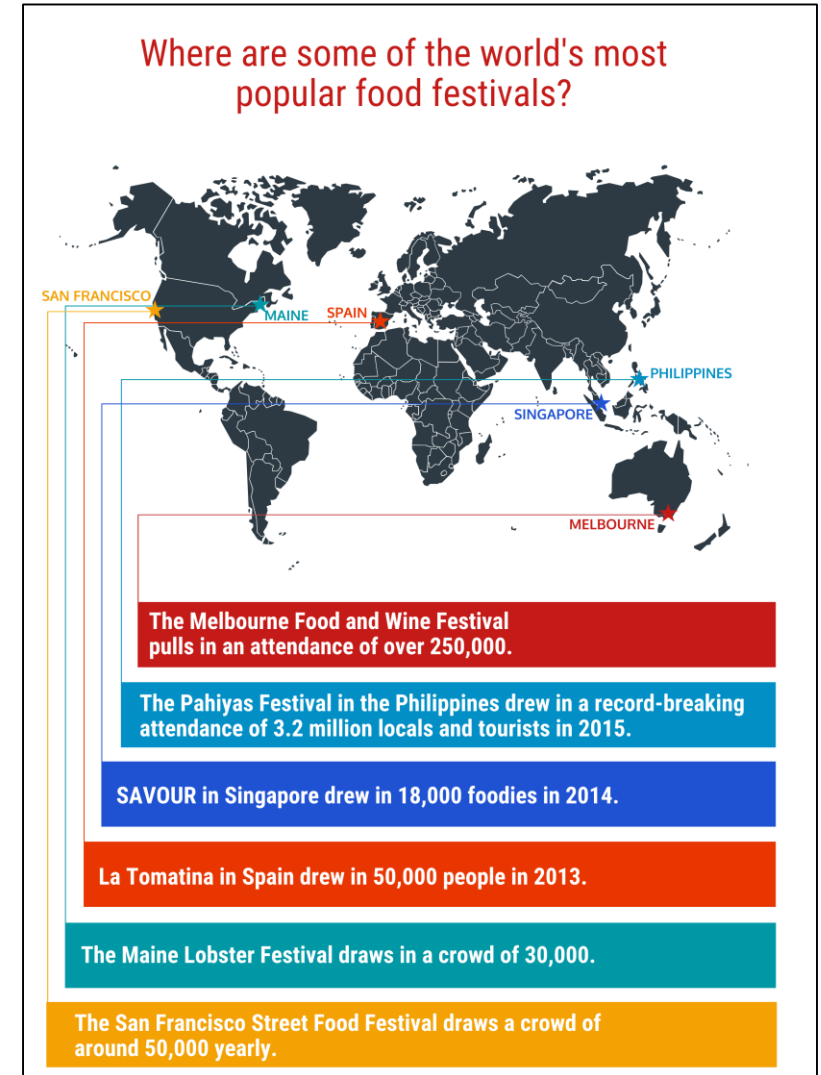 Where are some of the world's most
popular food festivals?
SAN FRANCISCO
MAINE
SPAIN
PHILIPPINES
SINGAPORE
MELBOURNE
The Melbourne Food and Wine Festival
pulls in an attendance of over 250,000.
The Pahiyas Festival in the Philippines drew in a record-breaking
attendance of 3.2 million locals and tourists in 2015.
SAVOUR in Singapore drew in 18,000 foodies in 2014.
La Tomatina in Spain drew in 50,000 people in 2013.
The Maine Lobster Festival draws in a crowd of 30,000.
The San Francisco Street Food Festival draws a crowd of
around 50,000 yearly.